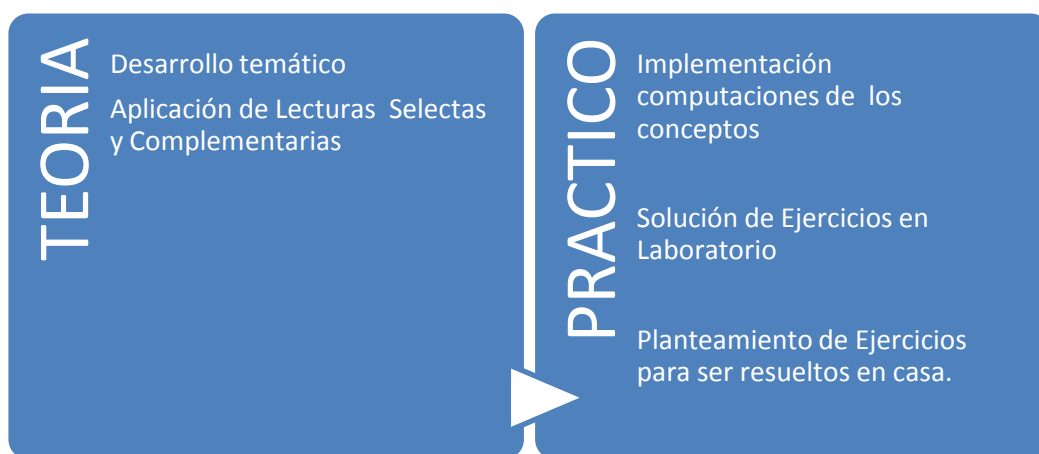 TEORIA
Desarrollo temático
Aplicación de Lecturas Selectas
y Complementarias
PRACTICO
Implementación
computaciones de los
conceptos
Solución de Ejercicios en
Laboratorio
Planteamiento de Ejercicios
para ser resueltos en casa.